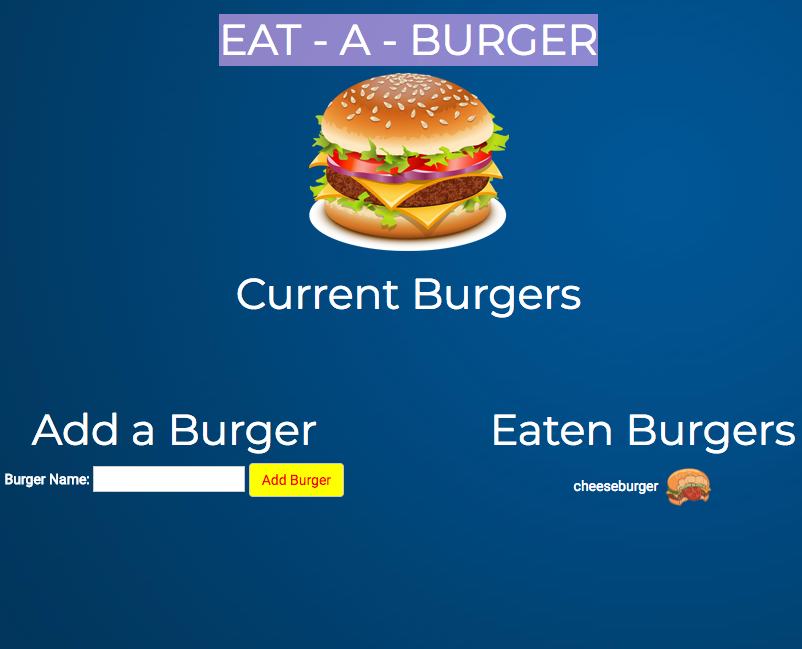 EAT - A - BURGER
Current Burgers
Add a Burger
Burger Name: Add Burger
Eaten Burgers
cheeseburger